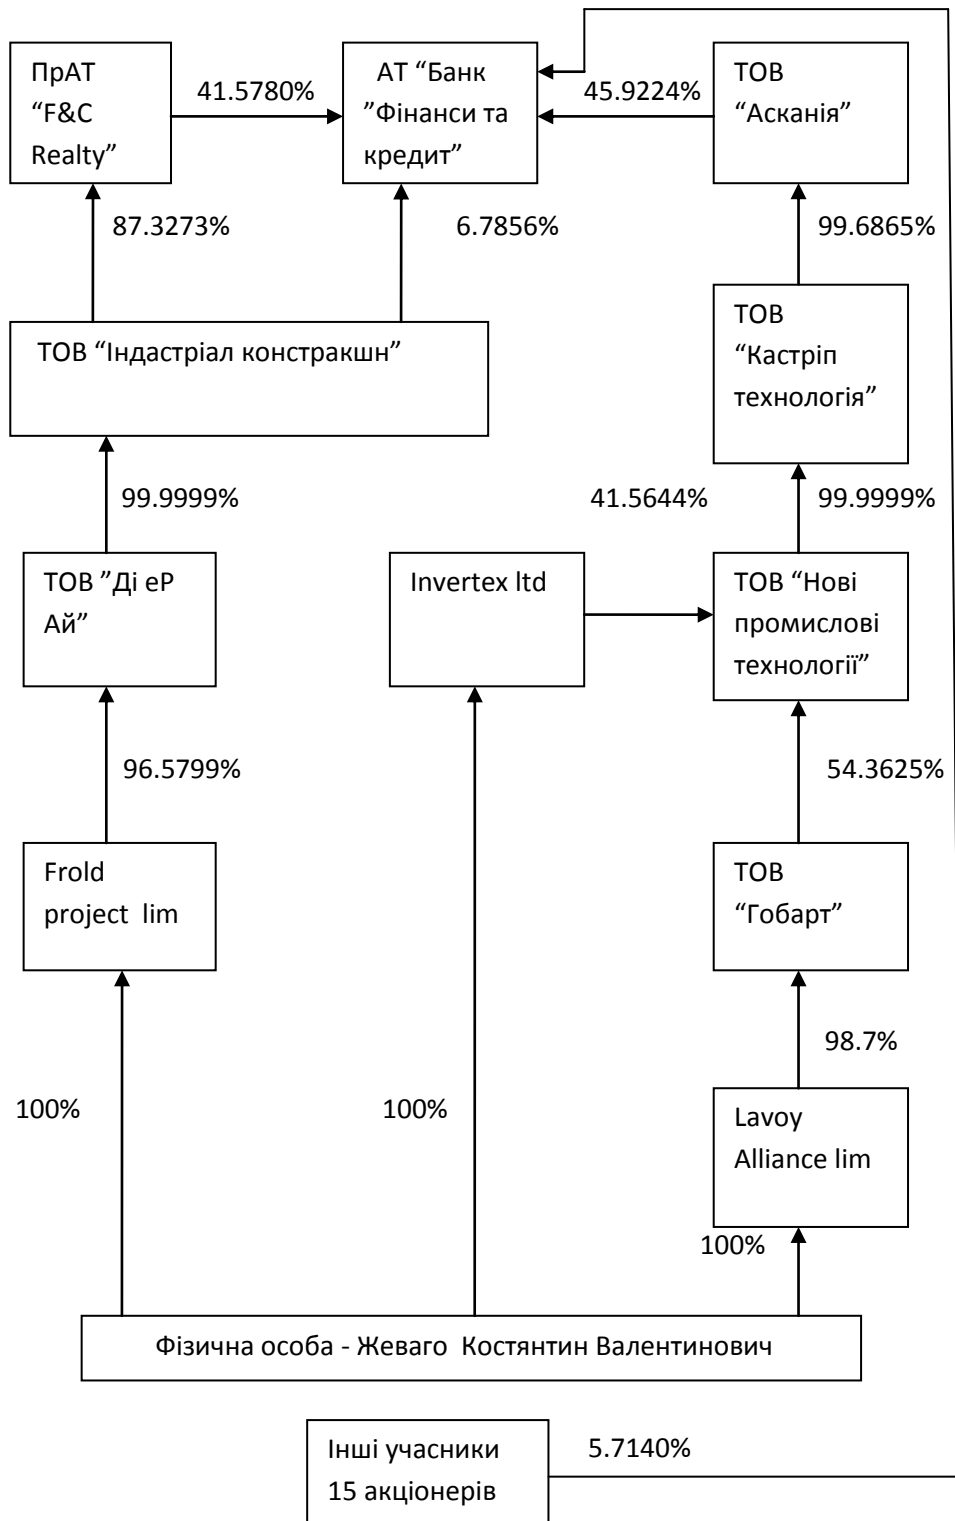 ПрАТ
“F&C
Realty”
41.5780%
АТ “Банк
”Фінанси та
кредит”
45.9224%
ТОВ
“Асканія”
87.3273%
6.7856%
99.6865%
ТОВ “Індастріал констракшн”
ТОВ
“Кастріп
технологія”
99.9999%
41.5644%
99.9999%
ТОВ ”Ді еР
Ай”
Invertex ltd
ТОВ “Нові
промислові
технології”
96.5799%
54.3625%
Frold
project lim
ТОВ
“Гобарт”
98.7%
100%
100%
Lavoy
Alliance lim
100%
Фізична особа - Жеваго Костянтин Валентинович
Інші учасники
15 акціонерів
5.7140%